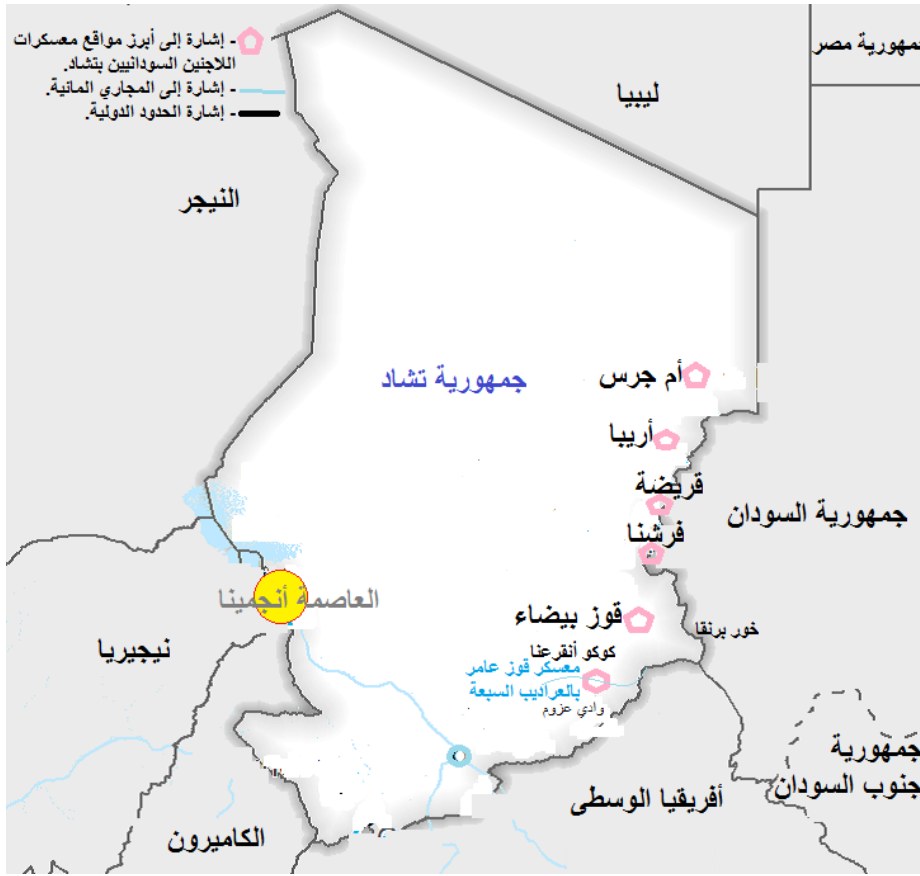 - إشارة إلى أبرز مواقع معسكرات
اللاجنين السودانيين بتشاد.
- إشارة إلى المجاري المانية.
- إشارة الحدود الدولية.
جمهورية مصر
ليبيا
النيجر
جمهورية تشاد
أم جرس
أريبا
قريضة
جمهورية السودان
فرشنا
العاصمة أنجمينا
قوز بيضاء
خور برنقا
كوكو أنقرعنا
نيجيريا
معسكر قوز عامر
بالعراديب السبعة
وادي عزوم
جمهورية
جنوب السودان
أفريقيا الوسطى
الكاميرون